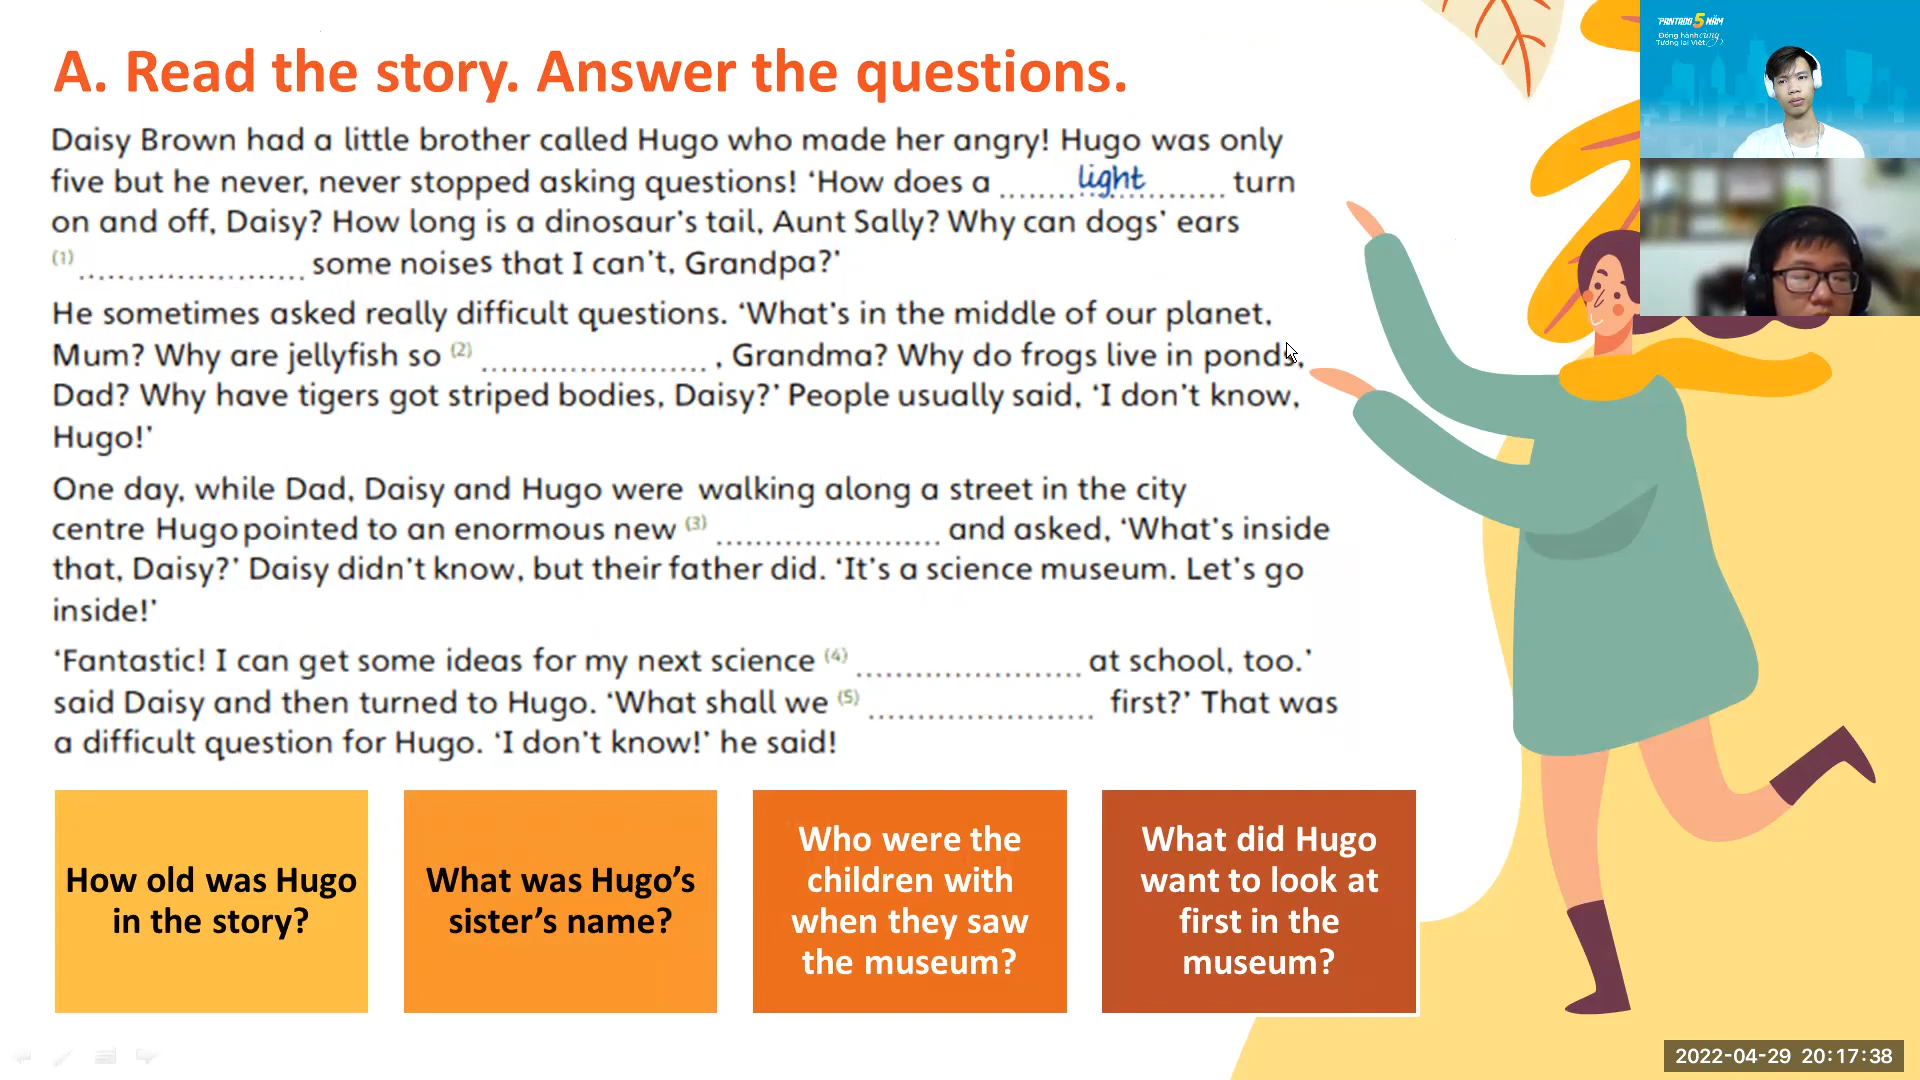 A. Read the story. Answer the questions.
Daisy Brown had a little brother called Hugo who made her angry! Hugo was only
five but he never, never stopped asking questions! ‘How does a ........light........ turn
on and off, Daisy? How long is a dinosaur’s tail, Aunt Sally? Why can dogs’ ears
(1) ........................ some noises that I can’t, Grandpa?’
He sometimes asked really difficult questions. ‘What’s in the middle of our planet,
Mum? Why are jellyfish so (2) ........................ , Grandma? Why do frogs live in ponds,
Dad? Why have tigers got striped bodies, Daisy?’ People usually said, ‘I don’t know,
Hugo!’
One day, while Dad, Daisy and Hugo were walking along a street in the city
centre Hugo pointed to an enormous new (3) ........................ and asked, ‘What’s inside
that, Daisy?’ Daisy didn’t know, but their father did. ‘It’s a science museum. Let’s go
inside!’
‘Fantastic! I can get some ideas for my next science (4) ........................ at school, too.’
said Daisy and then turned to Hugo. ‘What shall we (5) ........................ first?’ That was
a difficult question for Hugo. ‘I don’t know!’ he said!
How old was Hugo
in the story?
What was Hugo’s
sister’s name?
Who were the
children with
when they saw
the museum?
What did Hugo
want to look at
first in the
museum?
PANTADO 5 NĂM
Đồng hành cùng
Tương lai Việt
2022-04-29 20:17:38